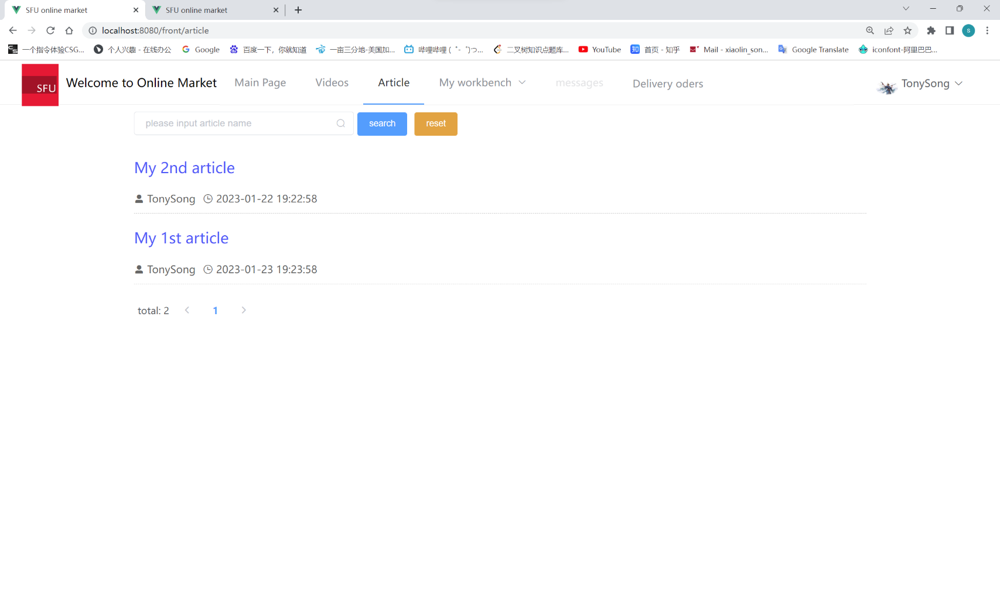 SFU online market
SFU online market
localhost:8080/front/article
一个指令体验CSG...
个人兴趣 - 在线办公
Google
百度一下，你就知道
一亩三分地-美国加...
哔哩哔哩 ( ゜- ゜)つ...
二叉树知识点题库...
YouTube
知 首页 - 知乎
Mail - xiaolin_son...
Google Translate
iconfont-阿里巴巴...
s
SFU
Welcome to Online Market
Main Page
Videos
Article
My workbench
messages
Delivery oders
TonySong
please input article name
search
reset
My 2nd article
TonySong 2023-01-22 19:22:58
My 1st article
TonySong 2023-01-23 19:23:58
total: 2 1